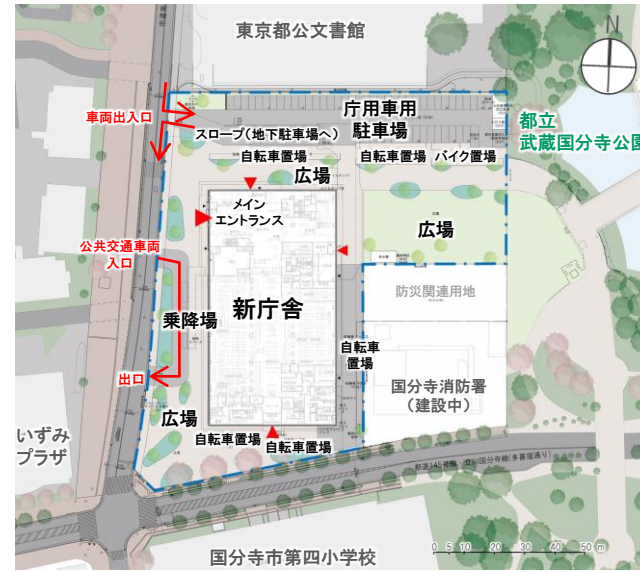 東京都公文書館
N
車両出入口
庁用車用
駐車場
スロープ(地下駐車場へ)
都立
武蔵国分寺公園
自転車置場
自転車置場
バイク置場
広場
メイン
エントランス
広場
公共交通車両
入口
防災関連用地
新庁舎
乗降場
自転車
置場
出口
国分寺消防署
(建設中)
広場
いずみ
プラザ
自転車置場
自転車置場
国分寺市第四小学校
0 5 10 20 30 40 50 m